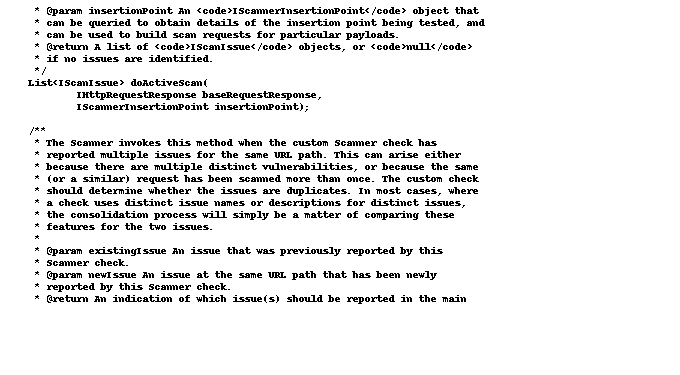 * @param insertionPoint An <code>IScannerInsertionPoint</code> object that
* can be queried to obtain details of the insertion point being tested, and
* can be used to build scan requests for particular payloads.
* @return A list of <code>IScanIssue</code> objects, or <code>null</code>
* if no issues are identified.
*/
List<IScanIssue> doActiveScan(
IHttpRequestResponse baseRequestResponse,
IScannerInsertionPoint insertionPoint);
/**
* The Scanner invokes this method when the custom Scanner check has
* reported multiple issues for the same URL path. This can arise either
* because there are multiple distinct vulnerabilities, or because the same
* (or a similar) request has been scanned more than once. The custom check
* should determine whether the issues are duplicates. In most cases, where
* a check uses distinct issue names or descriptions for distinct issues,
* the consolidation process will simply be a matter of comparing these
* features for the two issues.
*
* @param existingIssue An issue that was previously reported by this
* Scanner check.
* @param newIssue An issue at the same URL path that has been newly
* reported by this Scanner check.
* @return An indication of which issue(s) should be reported in the main